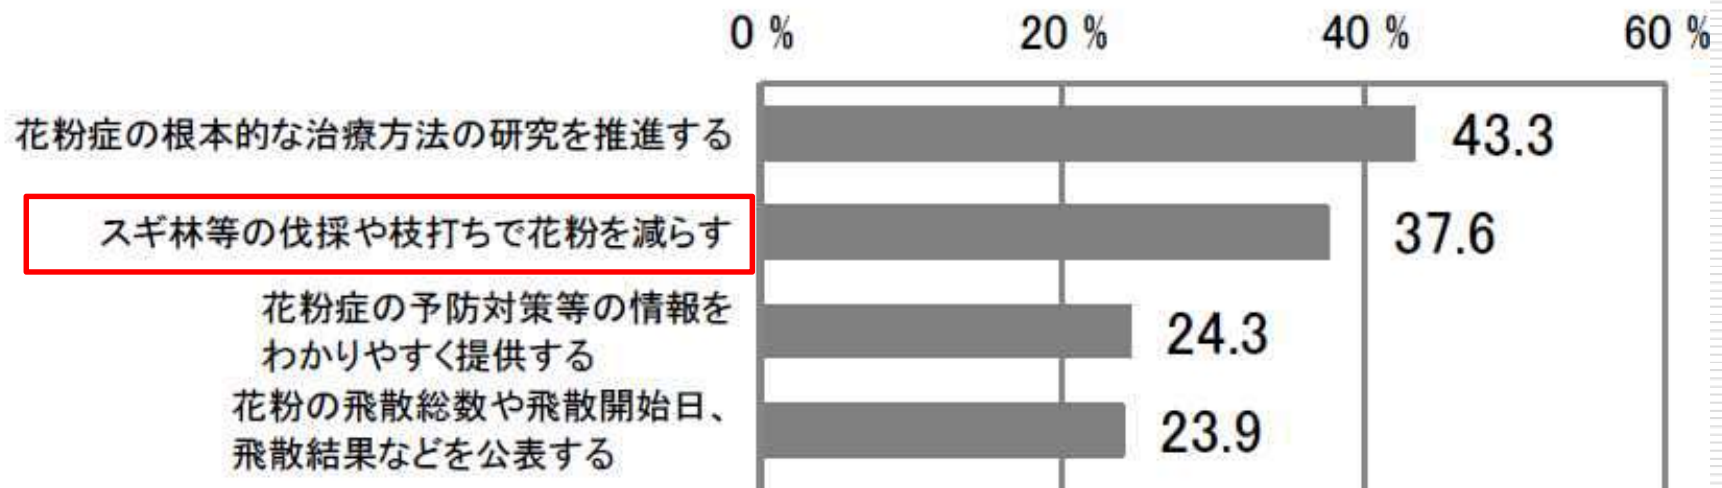 0 % 20 % 40 % 60 %
花粉症の根本的な治療方法の研究を推進する 43.3
スギ林等の伐採や枝打ちで花粉を減らす 37.6
花粉症の予防対策等の情報を
わかりやすく提供する 24.3
花粉の飛散総数や飛散開始日、
飛散結果などを公表する 23.9